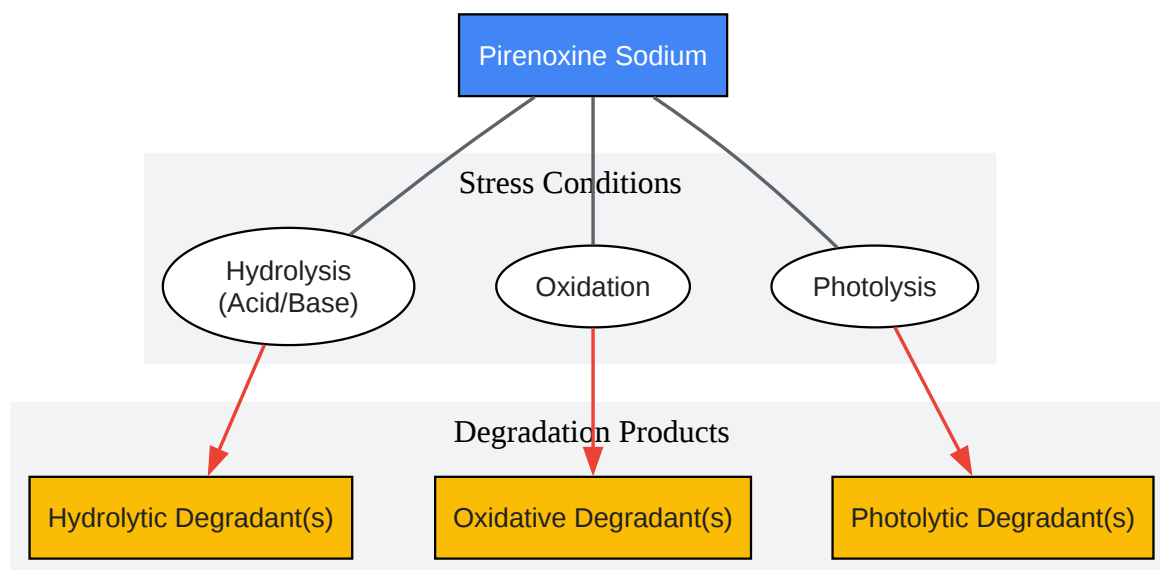 Pirenoxine Sodium
Stress Conditions
Hydrolysis
(Acid/Base)
Oxidation
Photolysis
Degradation Products
Hydrolytic Degradant(s)
Oxidative Degradant(s)
Photolytic Degradant(s)